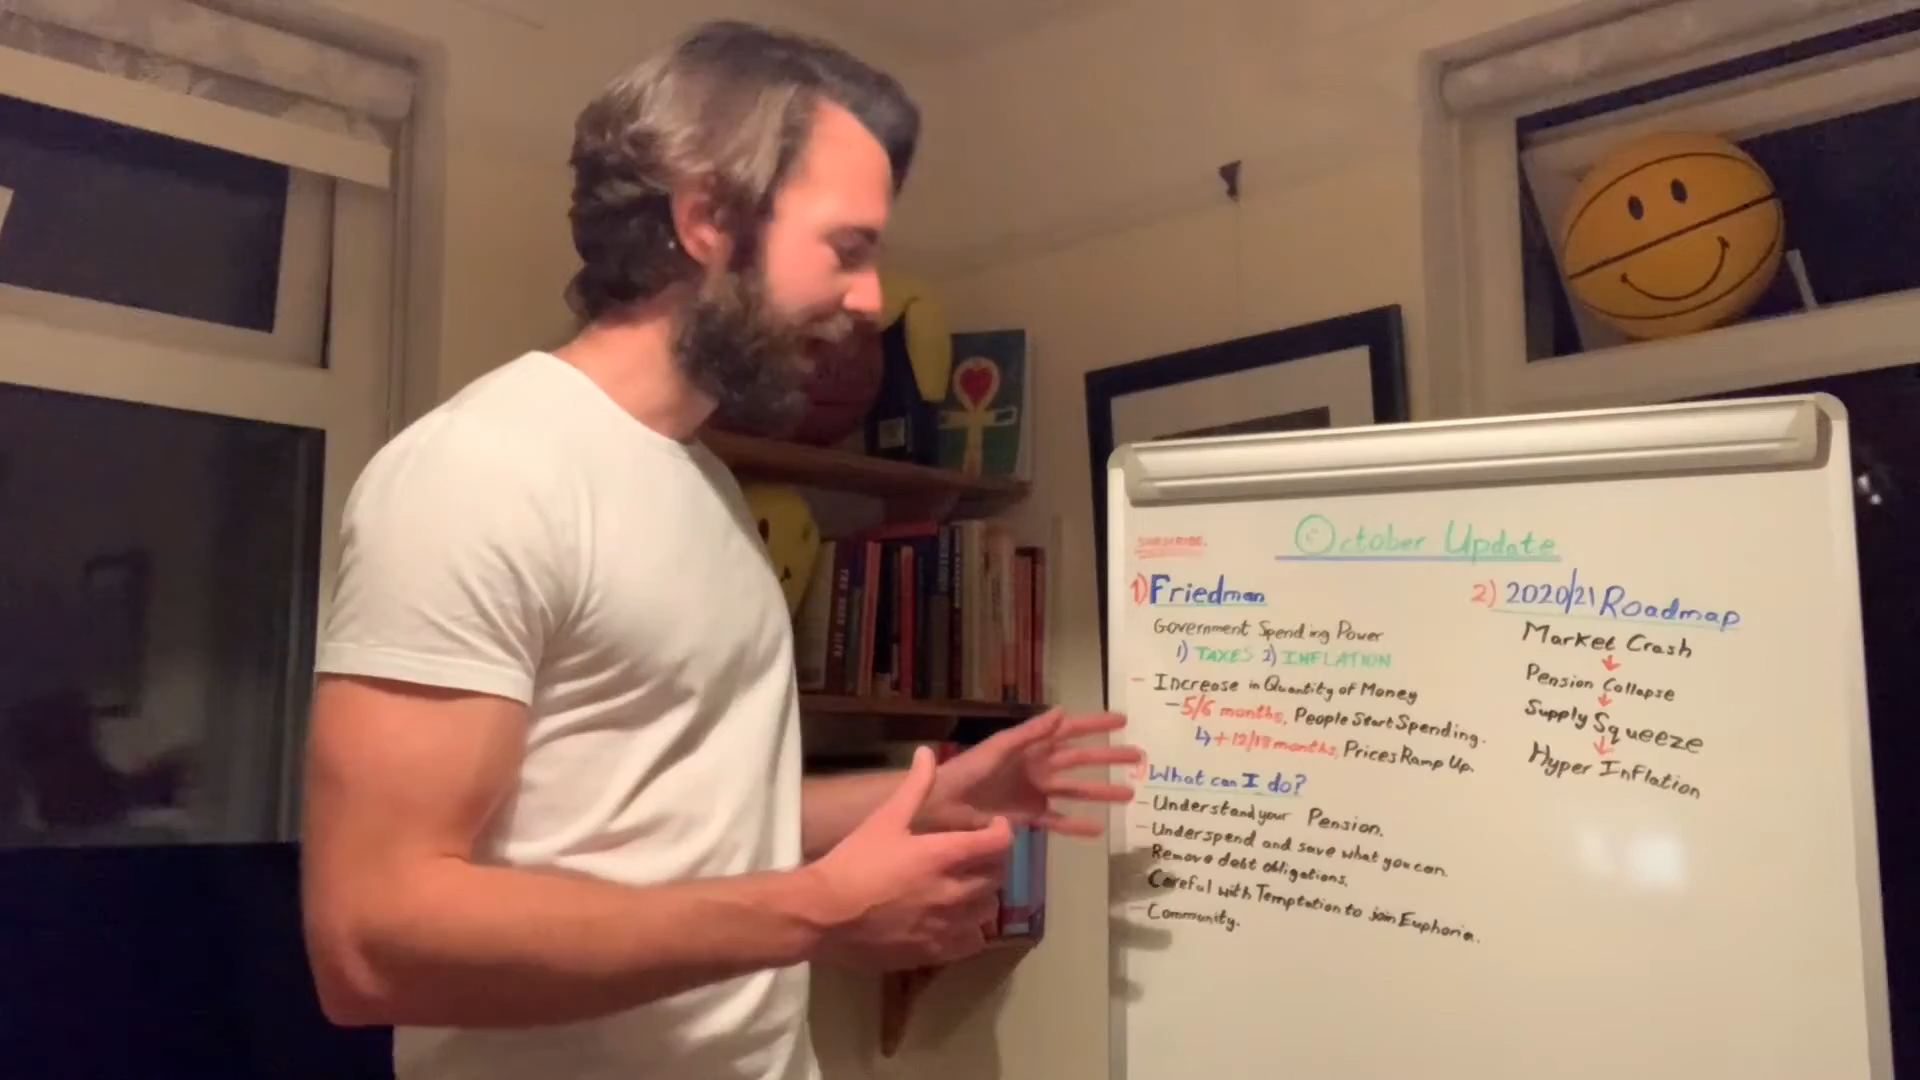 October Update
SUBSCRIBE.
1) Friedman
Government Spending Power
1) TAXES 2) INFLATION
- Increase in Quantity of Money
- 5/6 months, People Start Spending.
↳ + 12/18 months, Prices Ramp Up.
2) 2020/21 Roadmap
Market Crash
↓
Pension Collapse
↓
Supply Squeeze
↓
Hyper Inflation
3) What can I do?
- Understand your Pension.
- Underspend and save what you can.
Remove debt obligations.
Careful with Temptation to join Euphoria.
- Community.